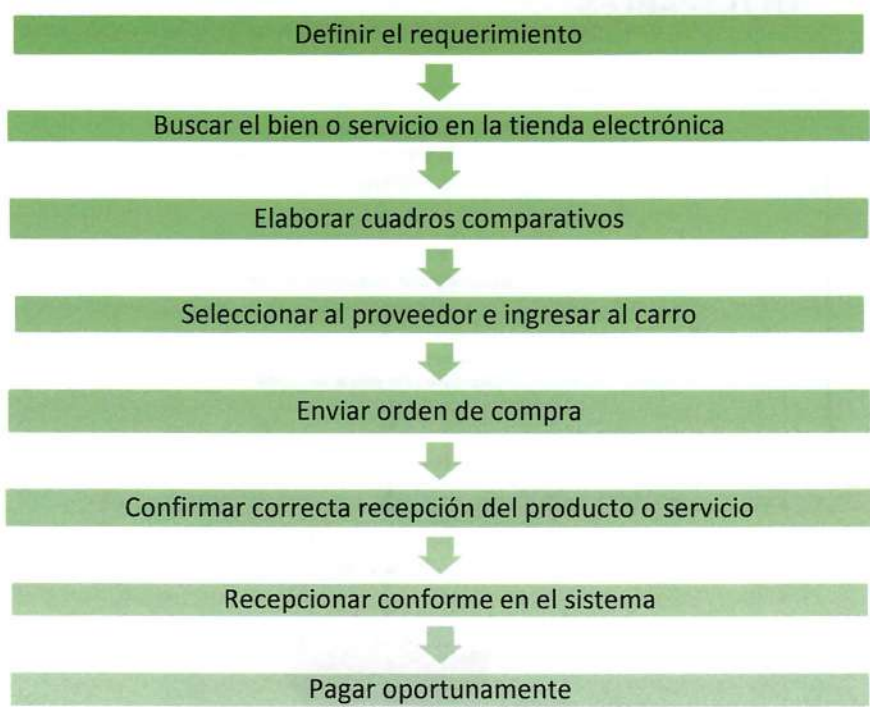 Definir el requerimiento
Buscar el bien o servicio en la tienda electrónica
Elaborar cuadros comparativos
Seleccionar al proveedor e ingresar al carro
Enviar orden de compra
Confirmar correcta recepción del producto o servicio
Recepcionar conforme en el sistema
Pagar oportunamente